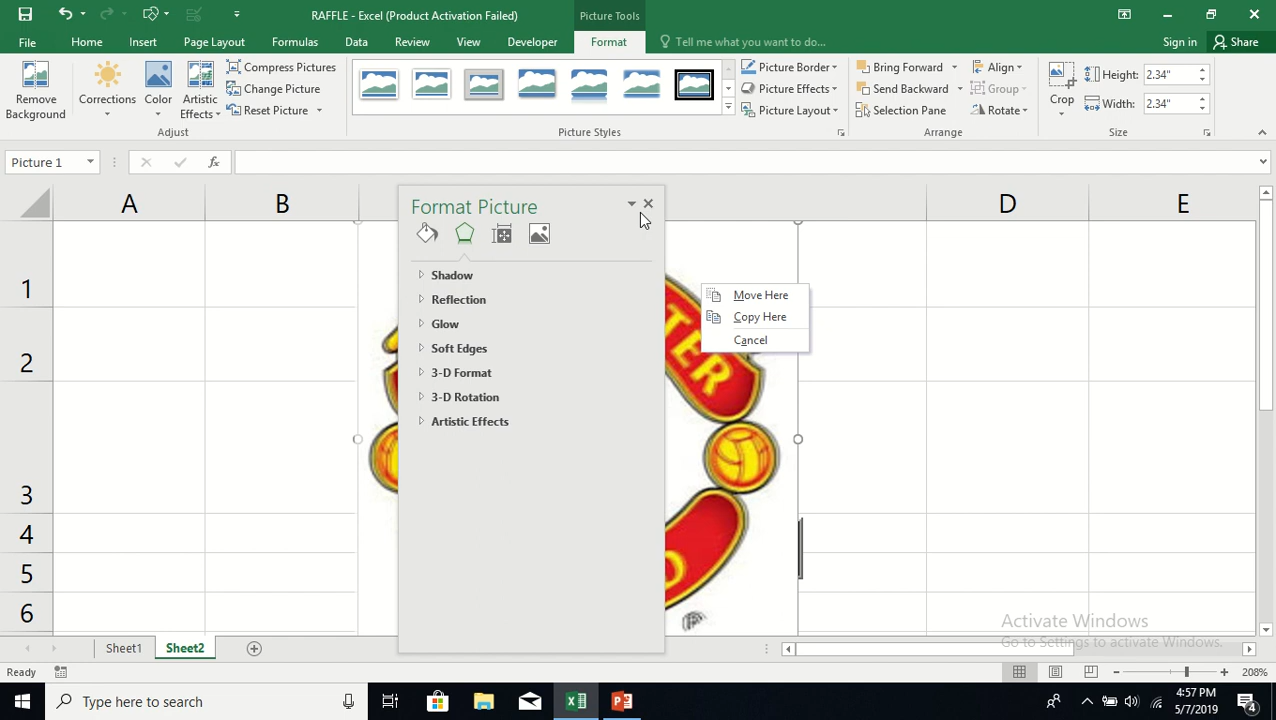 RAFFLE - Excel (Product Activation Failed)
Picture Tools
File
Home
Insert
Page Layout
Formulas
Data
Review
View
Developer
Format
Tell me what you want to do...
Sign in
Share
Remove
Background
Corrections
Color
Artistic
Effects
Compress Pictures
Change Picture
Reset Picture
Adjust
Picture Styles
Picture Border
Picture Effects
Picture Layout
Bring Forward
Send Backward
Selection Pane
Align
Group
Rotate
Arrange
Crop
Height: 2.34"
Width: 2.34"
Size
Picture 1
fx
A
B
D
E
1
2
3
4
5
6
Format Picture
Shadow
Reflection
Glow
Soft Edges
3-D Format
3-D Rotation
Artistic Effects
Move Here
Copy Here
Cancel
TER
Activate Windows
Go to Settings to activate Windows.
Sheet1
Sheet2
Ready
208%
Type here to search
4:57 PM
5/7/2019
4